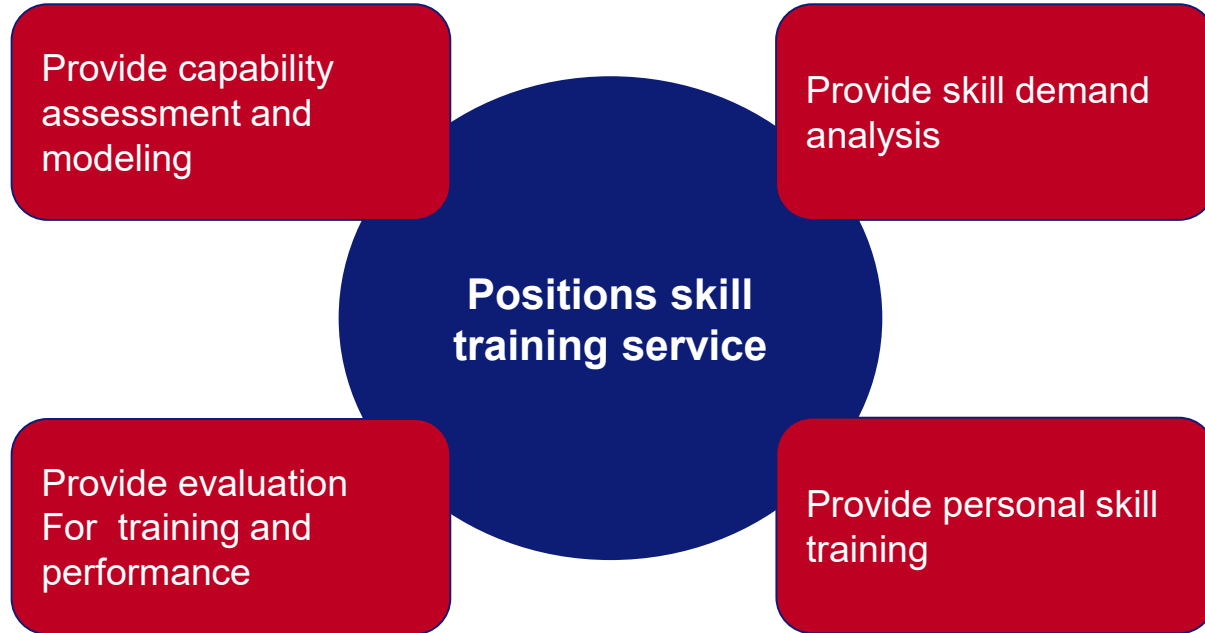 Provide capability
assessment and
modeling
Provide skill demand
analysis
Positions skill
training service
Provide evaluation
For  training and
performance
Provide personal skill
training